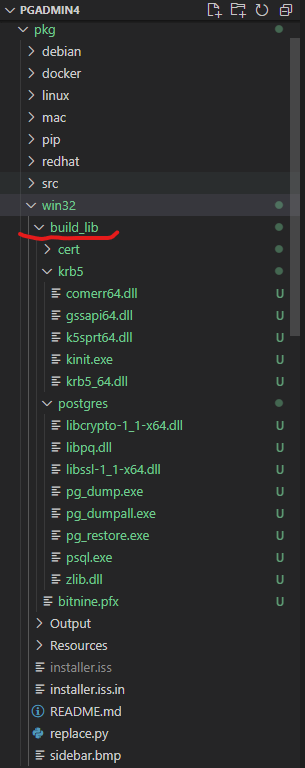 PGADMIN4
pkg
debian
docker
linux
mac
pip
redhat
src
win32
build_lib
cert
krb5
comerr64.dll U
gssapi64.dll U
k5sprt64.dll U
kinit.exe U
krb5_64.dll U
postgres
libcrypto-1_1-x64.dll U
libpq.dll U
libssl-1_1-x64.dll U
pg_dump.exe U
pg_dumpall.exe U
pg_restore.exe U
psql.exe U
zlib.dll U
bitnine.pfx U
Output
Resources
installer.iss
installer.iss.in
README.md
replace.py
sidebar.bmp